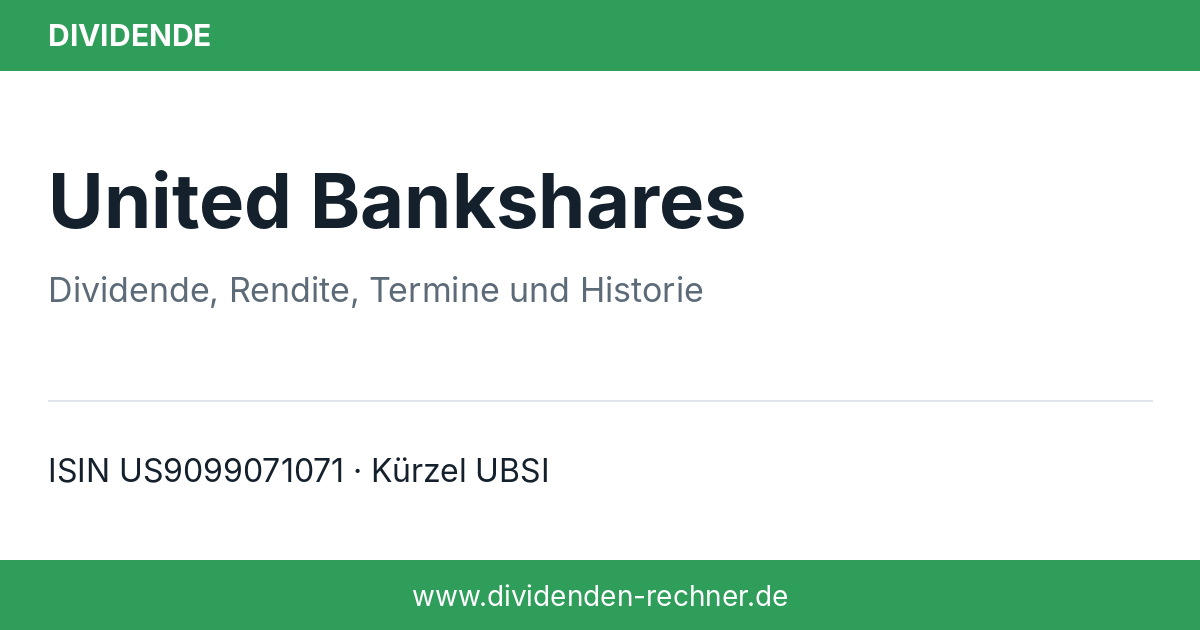 DIVIDENDE
United Bankshares
Dividende, Rendite, Termine und Historie
ISIN US9099071071 · Kürzel UBSI
www.dividenden-rechner.de